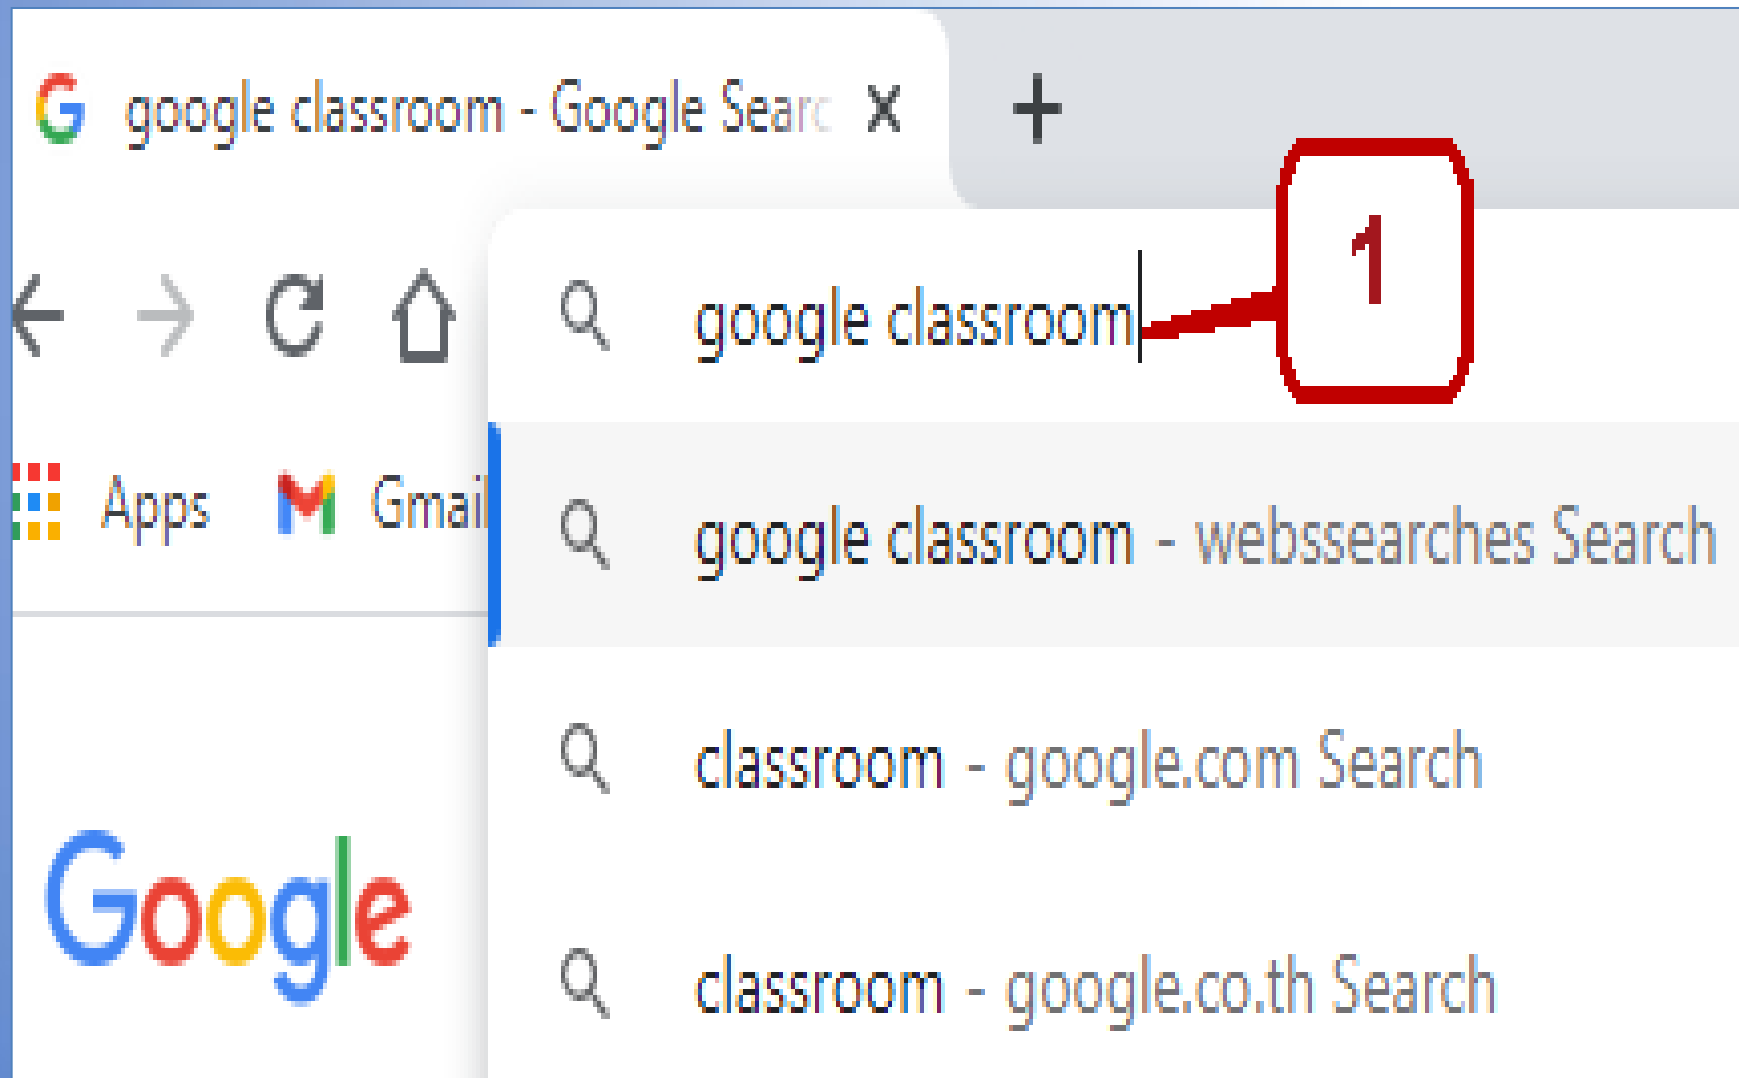 google classroom - Google Searc
google classroom
1
Apps Gmail
google classroom - webssearches Search
classroom - google.com Search
Google
classroom - google.co.th Search